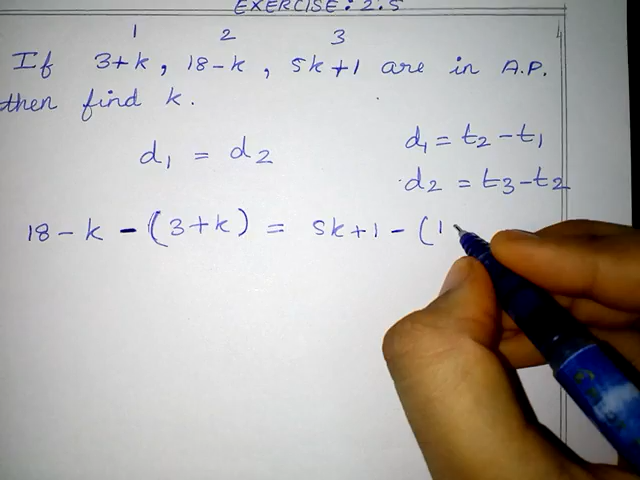 EXERCISE: 2.5
1 2 3
If 3+k, 18-k, 5k+1 are in A.P.
then find k.
d₁ = d₂
d₁ = t₂ - t₁
d₂ = t₃ - t₂
18 - k - (3+k) = 5k+1 - (1